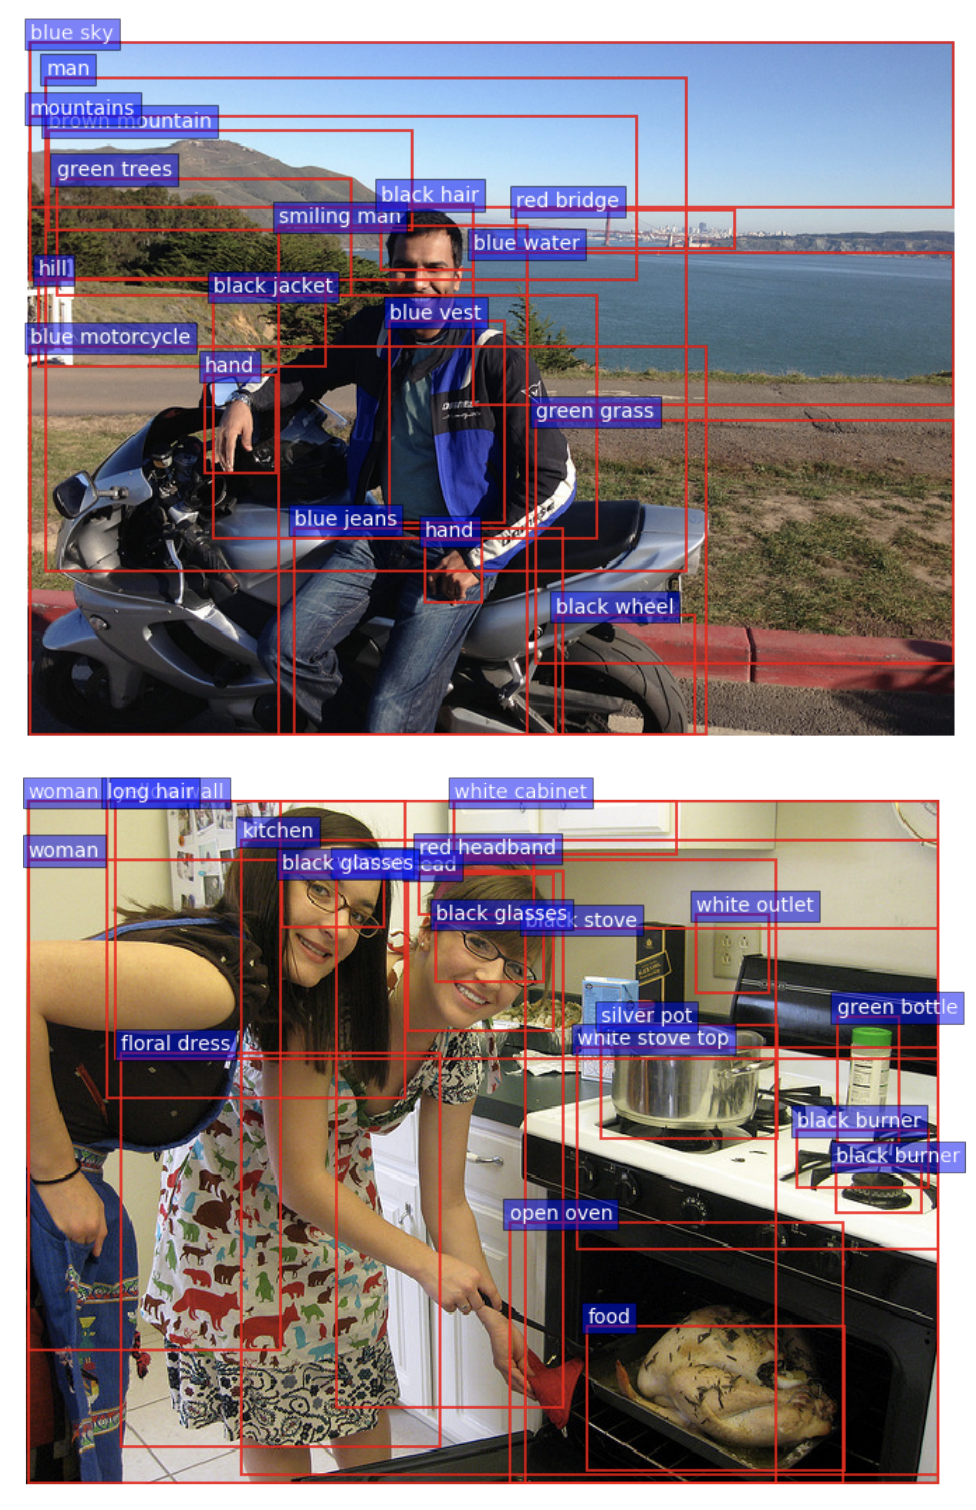 blue sky
man
mountains
brown mountain
green trees
black hair
red bridge
smiling man
blue water
hill
black jacket
blue vest
blue motorcycle
hand
green grass
blue jeans
hand
black wheel
woman
long hair
wall
white cabinet
kitchen
red headband
woman
black glasses
ead
white outlet
black glasses
black stove
green bottle
silver pot
white stove top
floral dress
black burner
black burner
open oven
food